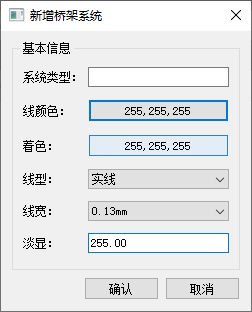 新增桥架系统
基本信息
系统类型：
线颜色： 255,255,255
着色： 255,255,255
线型： 实线
线宽： 0.13mm
淡显： 255.00
确认 取消